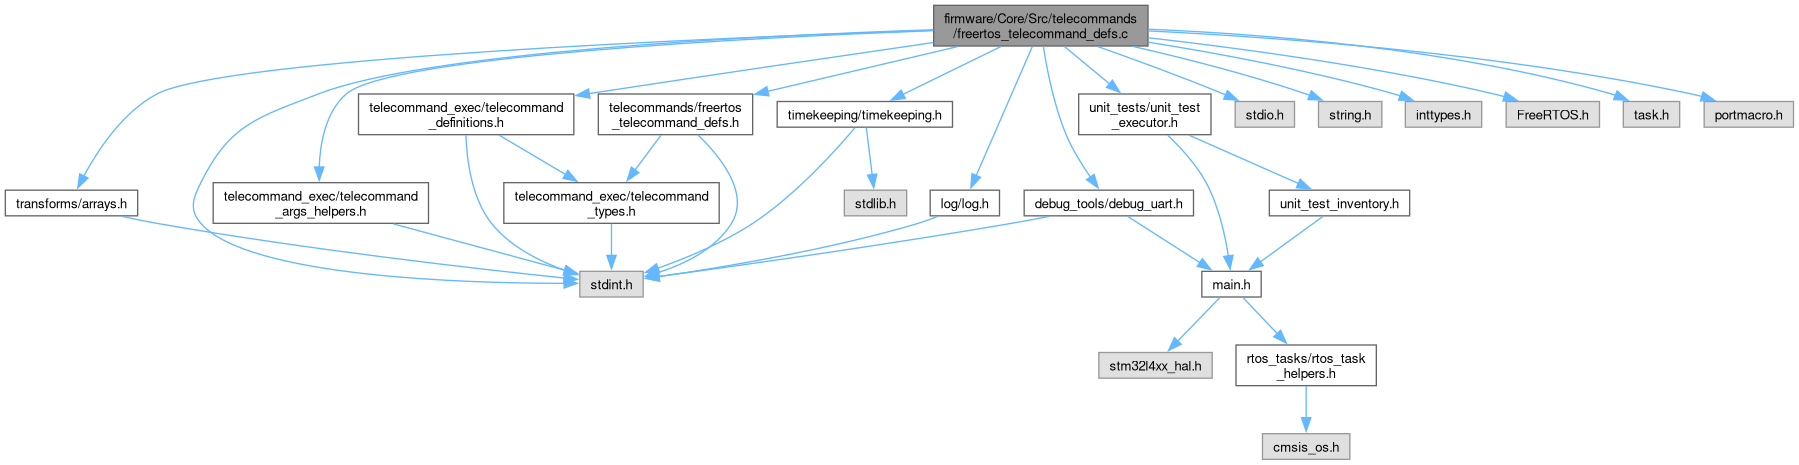 firmware/Core/Src/telecommands
/freertos_telecommand_defs.c
telecommand_exec/telecommand
_definitions.h
telecommands/freertos
_telecommand_defs.h
timekeeping/timekeeping.h
unit_tests/unit_test
_executor.h
stdio.h
string.h
inttypes.h
FreeRTOS.h
task.h
portmacro.h
transforms/arrays.h
telecommand_exec/telecommand
_args_helpers.h
telecommand_exec/telecommand
_types.h
stdlib.h
log/log.h
debug_tools/debug_uart.h
unit_test_inventory.h
stdint.h
main.h
stm32l4xx_hal.h
rtos_tasks/rtos_task
_helpers.h
cmsis_os.h